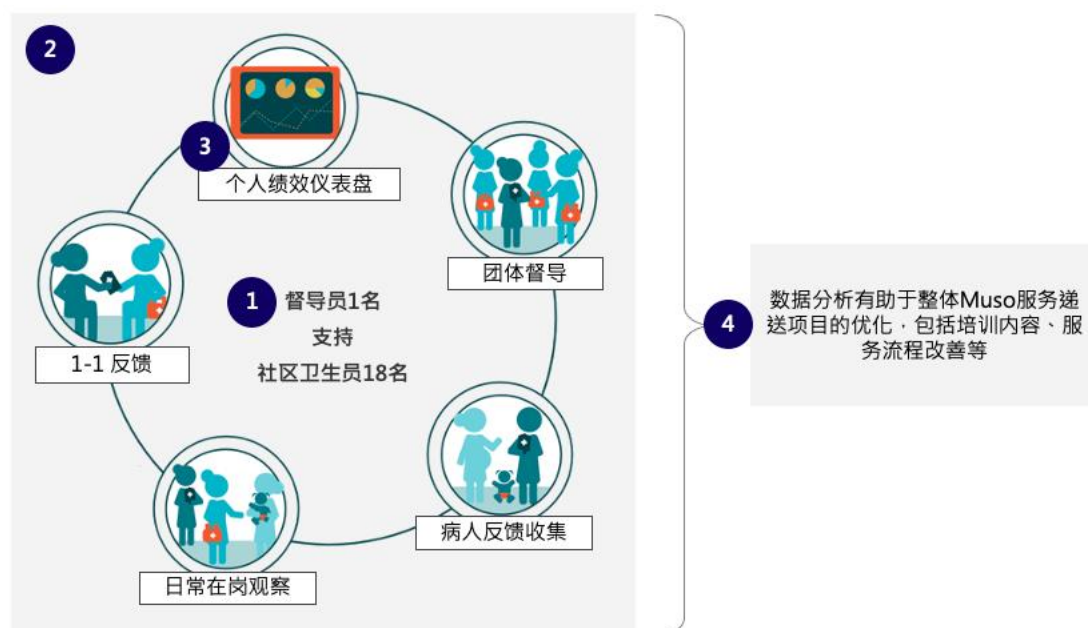 2
3
个人绩效仪表盘
团体督导
1
督导员1名
支持
社区卫生员18名
1-1 反馈
病人反馈收集
日常在岗观察
4
数据分析有助于整体Muso服务递
送项目的优化，包括培训内容、服
务流程改善等